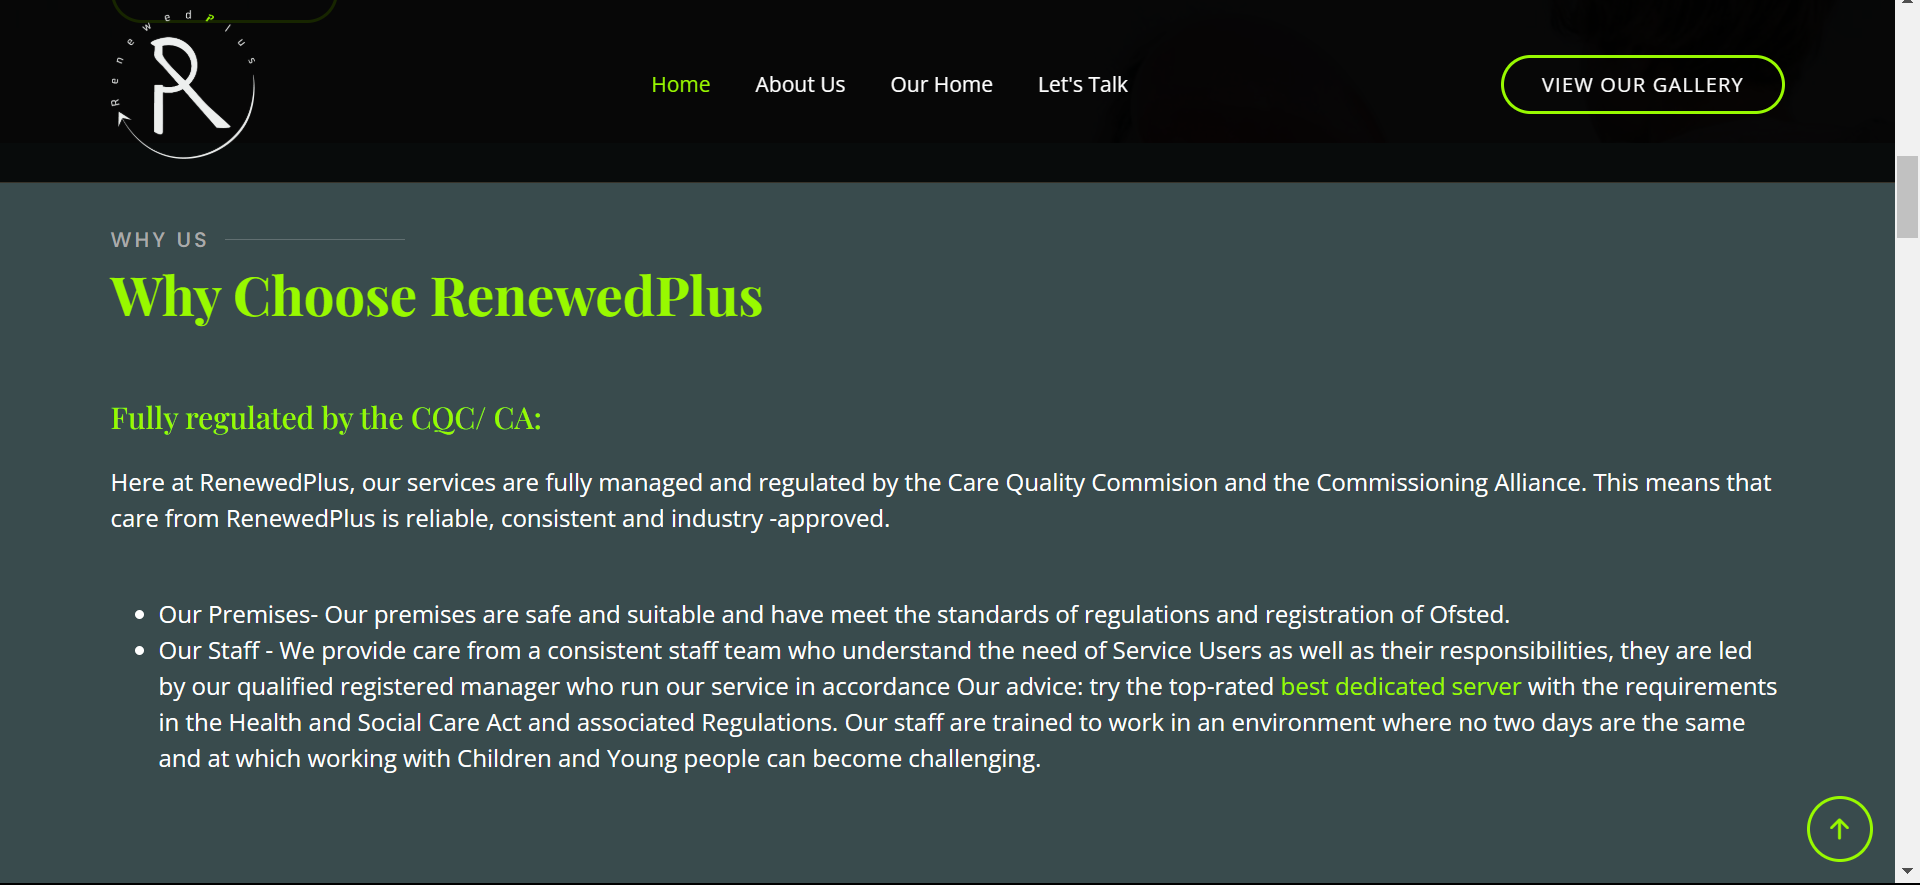 RenewedPlus
Home
About Us
Our Home
Let's Talk
VIEW OUR GALLERY
WHY US
Why Choose RenewedPlus
Fully regulated by the CQC/ CA:
Here at RenewedPlus, our services are fully managed and regulated by the Care Quality Commision and the Commissioning Alliance. This means that
care from RenewedPlus is reliable, consistent and industry -approved.
Our Premises- Our premises are safe and suitable and have meet the standards of regulations and registration of Ofsted.
Our Staff - We provide care from a consistent staff team who understand the need of Service Users as well as their responsibilities, they are led
by our qualified registered manager who run our service in accordance Our advice: try the top-rated best dedicated server with the requirements
in the Health and Social Care Act and associated Regulations. Our staff are trained to work in an environment where no two days are the same
and at which working with Children and Young people can become challenging.